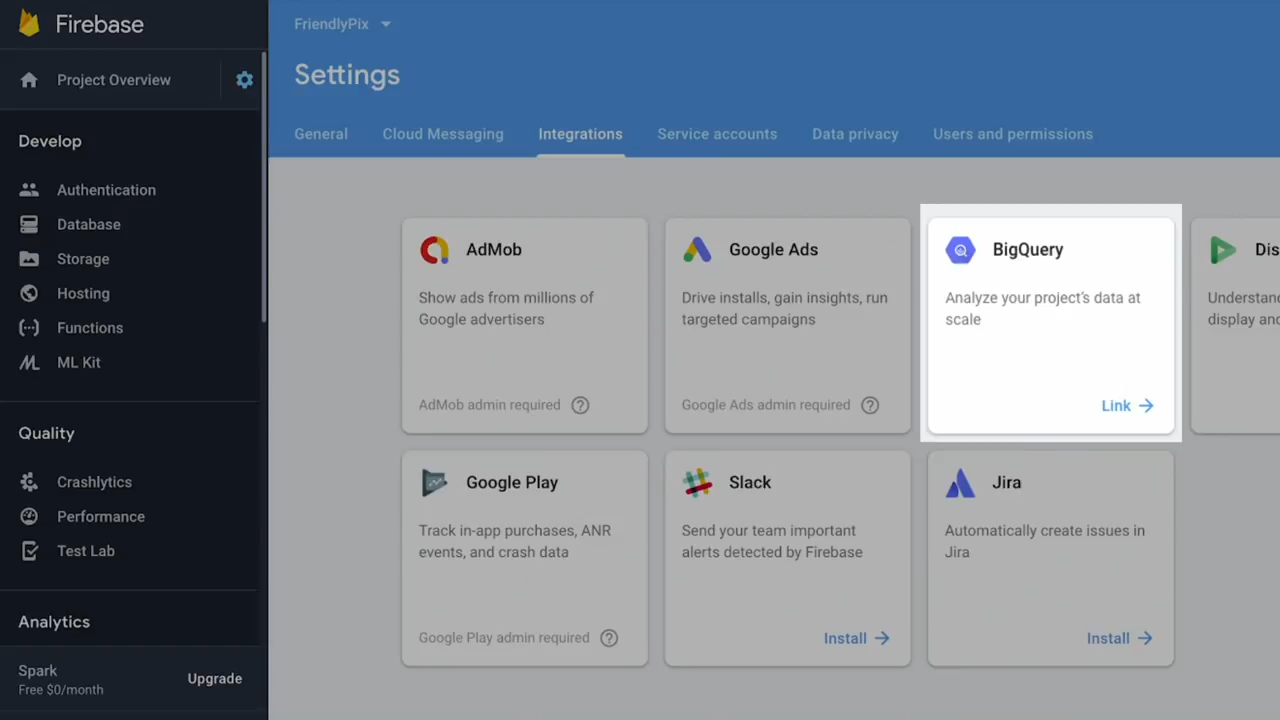 Firebase
Project Overview
Develop
Authentication
Database
Storage
Hosting
Functions
ML Kit
Quality
Crashlytics
Performance
Test Lab
Analytics
Spark
Free $0/month
Upgrade
FriendlyPix
Settings
General
Cloud Messaging
Integrations
Service accounts
Data privacy
Users and permissions
AdMob
Show ads from millions of
Google advertisers
AdMob admin required
Google Ads
Drive installs, gain insights, run
targeted campaigns
Google Ads admin required
BigQuery
Analyze your project's data at
scale
Link
Dis
Understand
display and
Google Play
Track in-app purchases, ANR
events, and crash data
Google Play admin required
Slack
Send your team important
alerts detected by Firebase
Install
Jira
Automatically create issues in
Jira
Install